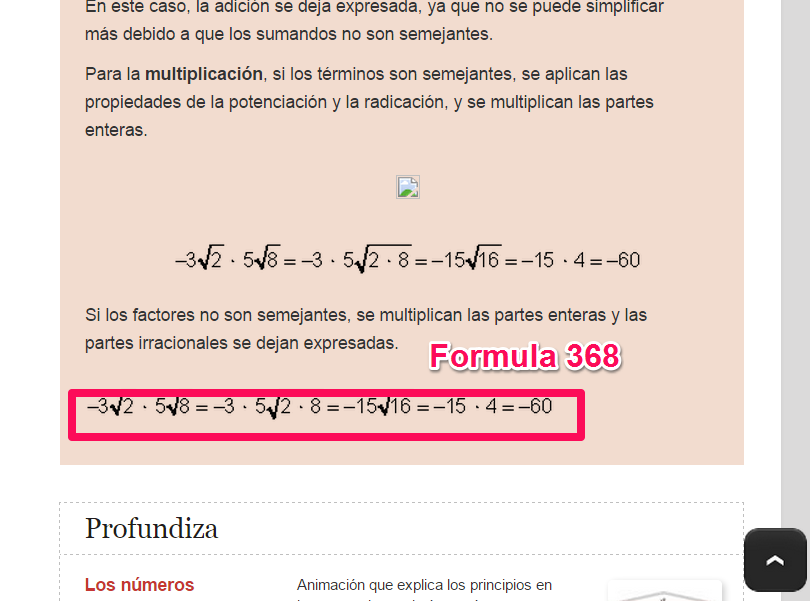 En este caso, la adición se deja expresada, ya que no se puede simplificar
más debido a que los sumandos no son semejantes.
Para la multiplicación, si los términos son semejantes, se aplican las
propiedades de la potenciación y la radicación, y se multiplican las partes
enteras.
–3√2 · 5√8 = –3 · 5√2 · 8 = –15√16 = –15 · 4 = –60
Si los factores no son semejantes, se multiplican las partes enteras y las
partes irracionales se dejan expresadas.
Formula 368
–3√2 · 5√8 = –3 · 5√2 · 8 = –15√16 = –15 · 4 = –60
Profundiza
Los números
Animación que explica los principios en